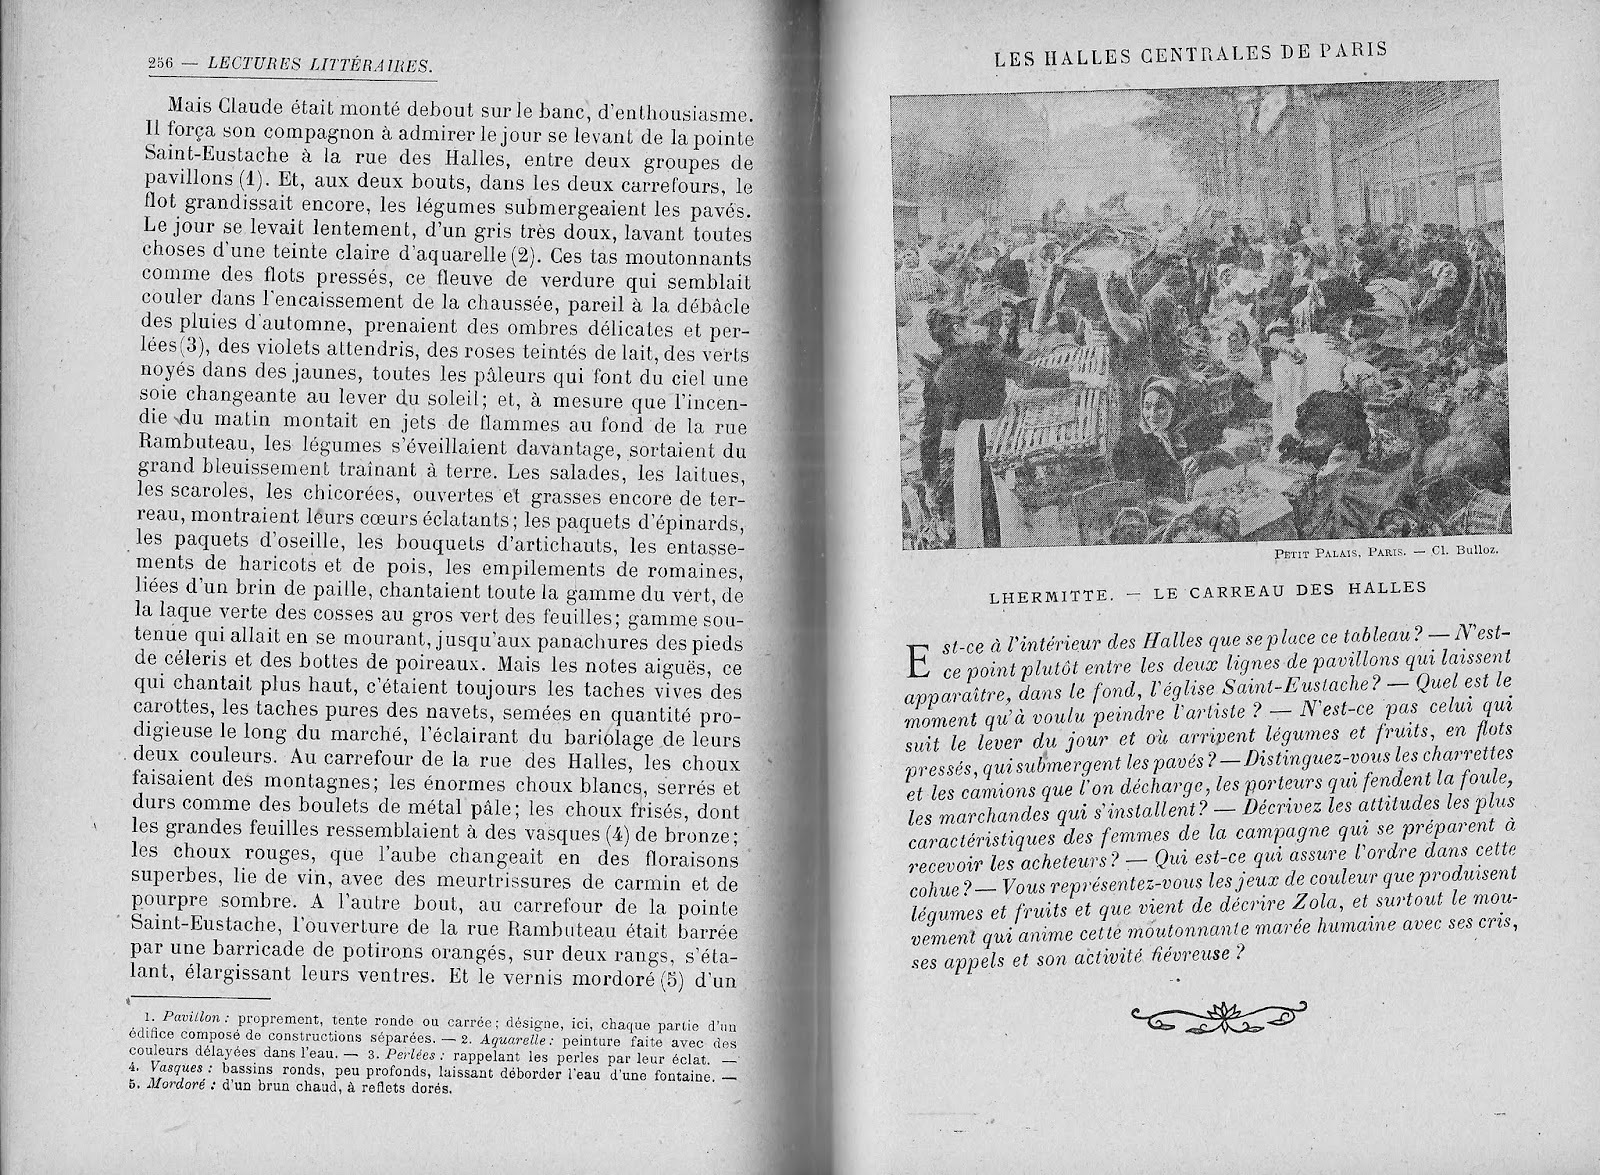 256 — LECTURES LITTÉRAIRES.
Mais Claude était monté debout sur le banc, d'enthousiasme.
Il força son compagnon à admirer le jour se levant de la pointe
Saint-Eustache à la rue des Halles, entre deux groupes de
pavillons (1). Et, aux deux bouts, dans les deux carrefours, le
flot grandissait encore, les légumes submergeaient les pavés.
Le jour se levait lentement, d'un gris très doux, lavant toutes
choses d'une teinte claire d'aquarelle (2). Ces tas moutonnants
comme des flots pressés, ce fleuve de verdure qui semblait
couler dans l'encaissement de la chaussée, pareil à la débâcle
des pluies d'automne, prenaient des ombres délicates et per-
lées (3), des violets attendris, des roses teintés de lait, des verts
noyés dans des jaunes, toutes les pâleurs qui font du ciel une
soie changeante au lever du soleil; et, à mesure que l'incen-
die du matin montait en jets de flammes au fond de la rue
Rambuteau, les légumes s'éveillaient davantage, sortaient du
grand bleuissement traînant à terre. Les salades, les laitues,
les scaroles, les chicorées, ouvertes et grasses encore de ter-
reau, montraient leurs cœurs éclatants; les paquets d'épinards,
les paquets d'oseille, les bouquets d'artichauts, les entasse-
ments de haricots et de pois, les empilements de romaines,
liées d'un brin de paille, chantaient toute la gamme du vert, de
la laque verte des cosses au gros vert des feuilles; gamme sou-
tenue qui allait en se mourant, jusqu'aux panachures des pieds
de céleris et des bottes de poireaux. Mais les notes aiguës, ce
qui chantait plus haut, c'étaient toujours les taches vives des
carottes, les taches pures des navets, semées en quantité pro-
digieuse le long du marché, l'éclairant du bariolage de leurs
deux couleurs. Au carrefour de la rue des Halles, les choux
faisaient des montagnes; les énormes choux blancs, serrés et
durs comme des boulets de métal pâle; les choux frisés, dont
les grandes feuilles ressemblaient à des vasques (4) de bronze;
les choux rouges, que l'aube changeait en des floraisons
superbes, lie de vin, avec des meurtrissures de carmin et de
pourpre sombre. A l'autre bout, au carrefour de la pointe
Saint-Eustache, l'ouverture de la rue Rambuteau était barrée
par une barricade de potirons orangés, sur deux rangs, s'éta-
lant, élargissant leurs ventres. Et le vernis mordoré (5) d'un
1. Pavillon : proprement, tente ronde ou carrée; désigne, ici, chaque partie d'un
édifice composé de constructions séparées. — 2. Aquarelle : peinture faite avec des
couleurs délayées dans l'eau. — 3. Perlées : rappelant les perles par leur éclat. —
4. Vasques : bassins ronds, peu profonds, laissant déborder l'eau d'une fontaine. —
5. Mordoré : d'un brun chaud, à reflets dorés.
LES HALLES CENTRALES DE PARIS
PETIT PALAIS, PARIS. — Cl. Bulloz.
LHERMITTE. — LE CARREAU DES HALLES
Est-ce à l'intérieur des Halles que se place ce tableau? — N'est-
ce point plutôt entre les deux lignes de pavillons qui laissent
apparaître, dans le fond, l'église Saint-Eustache? — Quel est le
moment qu'à voulu peindre l'artiste ? — N'est-ce pas celui qui
suit le lever du jour et où arrivent légumes et fruits, en flots
pressés, qui submergent les pavés? — Distinguez-vous les charrettes
et les camions que l'on décharge, les porteurs qui fendent la foule,
les marchandes qui s'installent? — Décrivez les attitudes les plus
caractéristiques des femmes de la campagne qui se préparent à
recevoir les acheteurs? — Qui est-ce qui assure l'ordre dans cette
cohue? — Vous représentez-vous les jeux de couleur que produisent
légumes et fruits et que vient de décrire Zola, et surtout le mou-
vement qui anime cette moutonnante marée humaine avec ses cris,
ses appels et son activité fiévreuse ?